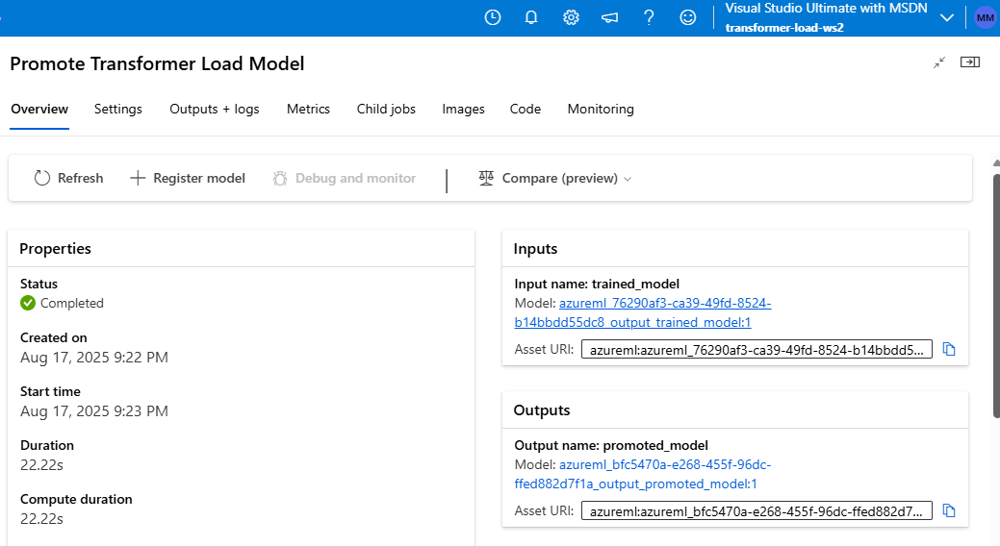 Visual Studio Ultimate with MSDN
transformer-load-ws2
MM
Promote Transformer Load Model
Overview Settings Outputs + logs Metrics Child jobs Images Code Monitoring
Refresh Register model Debug and monitor Compare (preview)
Properties
Status
Completed
Created on
Aug 17, 2025 9:22 PM
Start time
Aug 17, 2025 9:23 PM
Duration
22.22s
Compute duration
22.22s
Inputs
Input name: trained_model
Model: azureml_76290af3-ca39-49fd-8524-
b14bbdd55dc8_output_trained_model:1
Asset URI: azureml:azureml_76290af3-ca39-49fd-8524-b14bbdd5...
Outputs
Output name: promoted_model
Model: azureml_bfc5470a-e268-455f-96dc-
ffed882d7f1a_output_promoted_model:1
Asset URI: azureml:azureml_bfc5470a-e268-455f-96dc-ffed882d7...